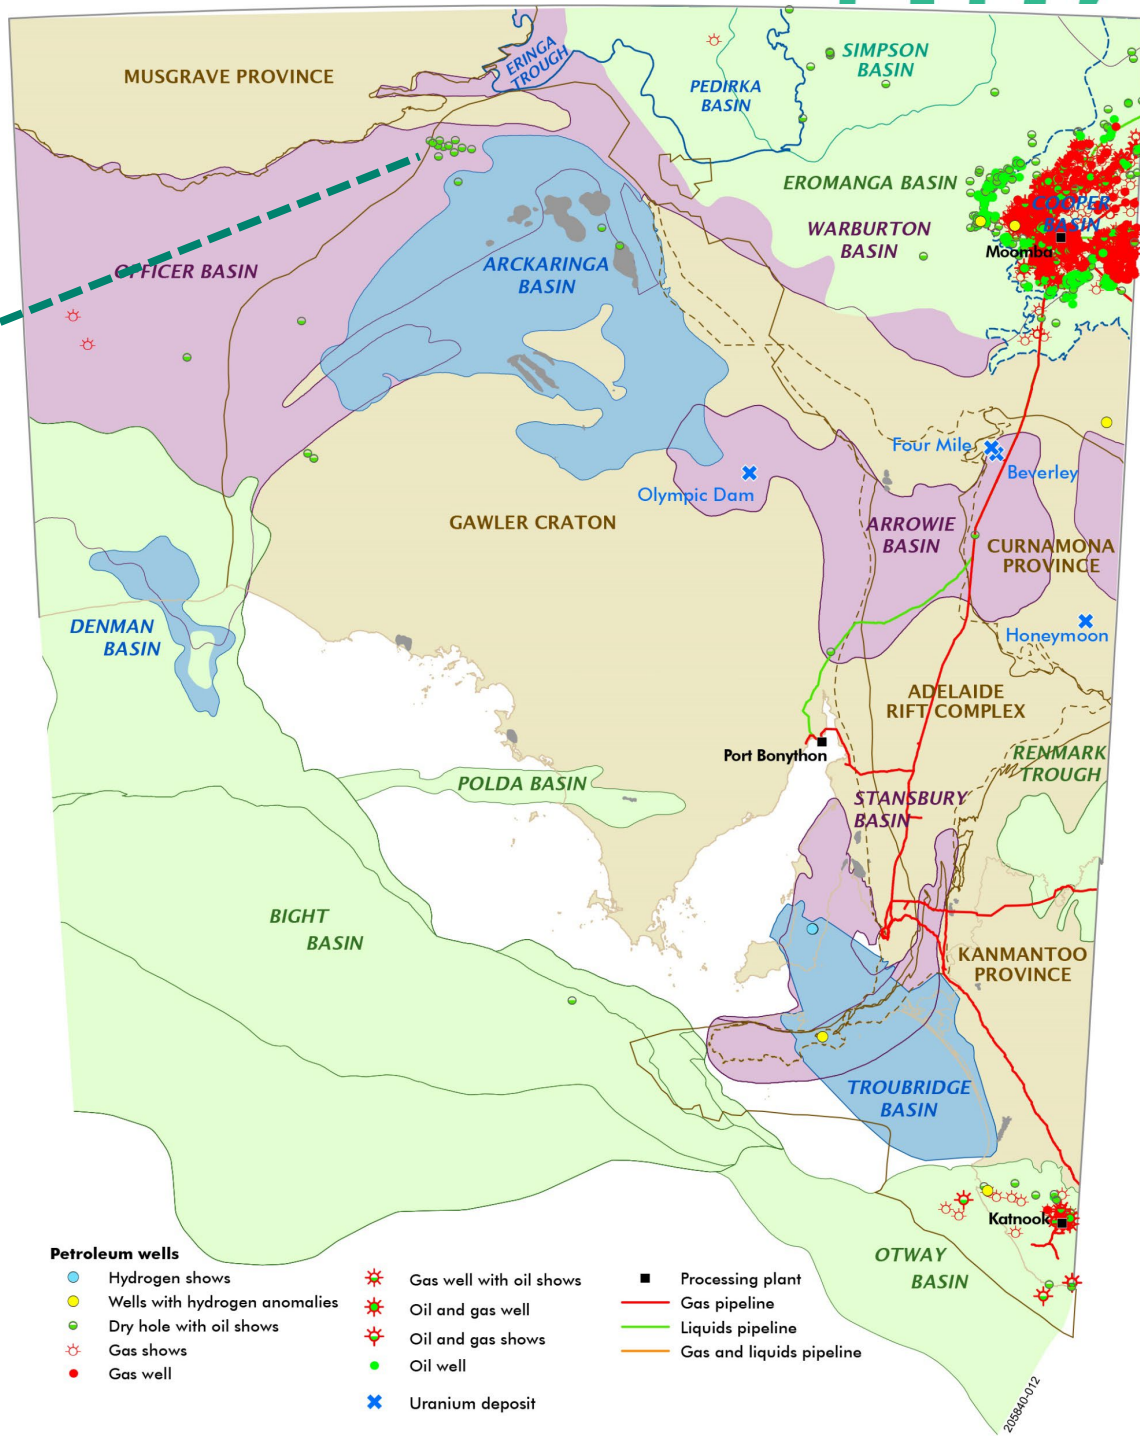 MUSGRAVE PROVINCE
ERINGA
TROUGH
PEDIRKA
BASIN
SIMPSON
BASIN
EROMANGA BASIN
COOPER
BASIN
Moomba
WARBURTON
BASIN
OFFICER BASIN
ARCKARINGA
BASIN
Four Mile
Beverley
Olympic Dam
GAWLER CRATON
ARROWIE
BASIN
CURNAMONA
PROVINCE
DENMAN
BASIN
Honeymoon
ADELAIDE
RIFT COMPLEX
Port Bonython
RENMARK
TROUGH
POLDA BASIN
STANSBURY
BASIN
BIGHT
BASIN
KANMANTOO
PROVINCE
TROUBRIDGE
BASIN
Katnook
OTWAY
BASIN
Petroleum wells
Hydrogen shows
Wells with hydrogen anomalies
Dry hole with oil shows
Gas shows
Gas well
Gas well with oil shows
Oil and gas well
Oil and gas shows
Oil well
Uranium deposit
Processing plant
Gas pipeline
Liquids pipeline
Gas and liquids pipeline
205840-012